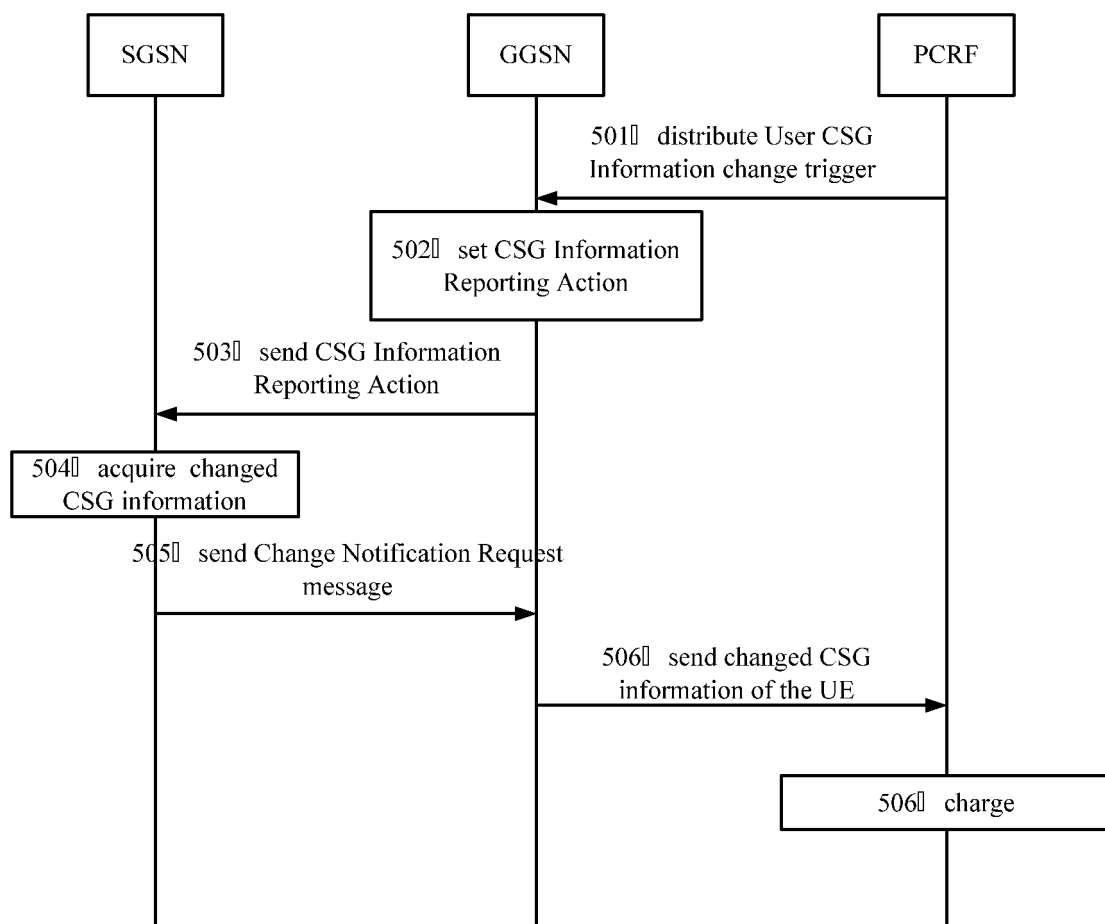 SGSN
GGSN
PCRF
501▯ distribute User CSG
Information change trigger
502▯ set CSG Information
Reporting Action
503▯ send CSG Information
Reporting Action
504▯ acquire changed
CSG information
505▯ send Change Notification Request
message
506▯ send changed CSG
information of the UE
506▯ charge